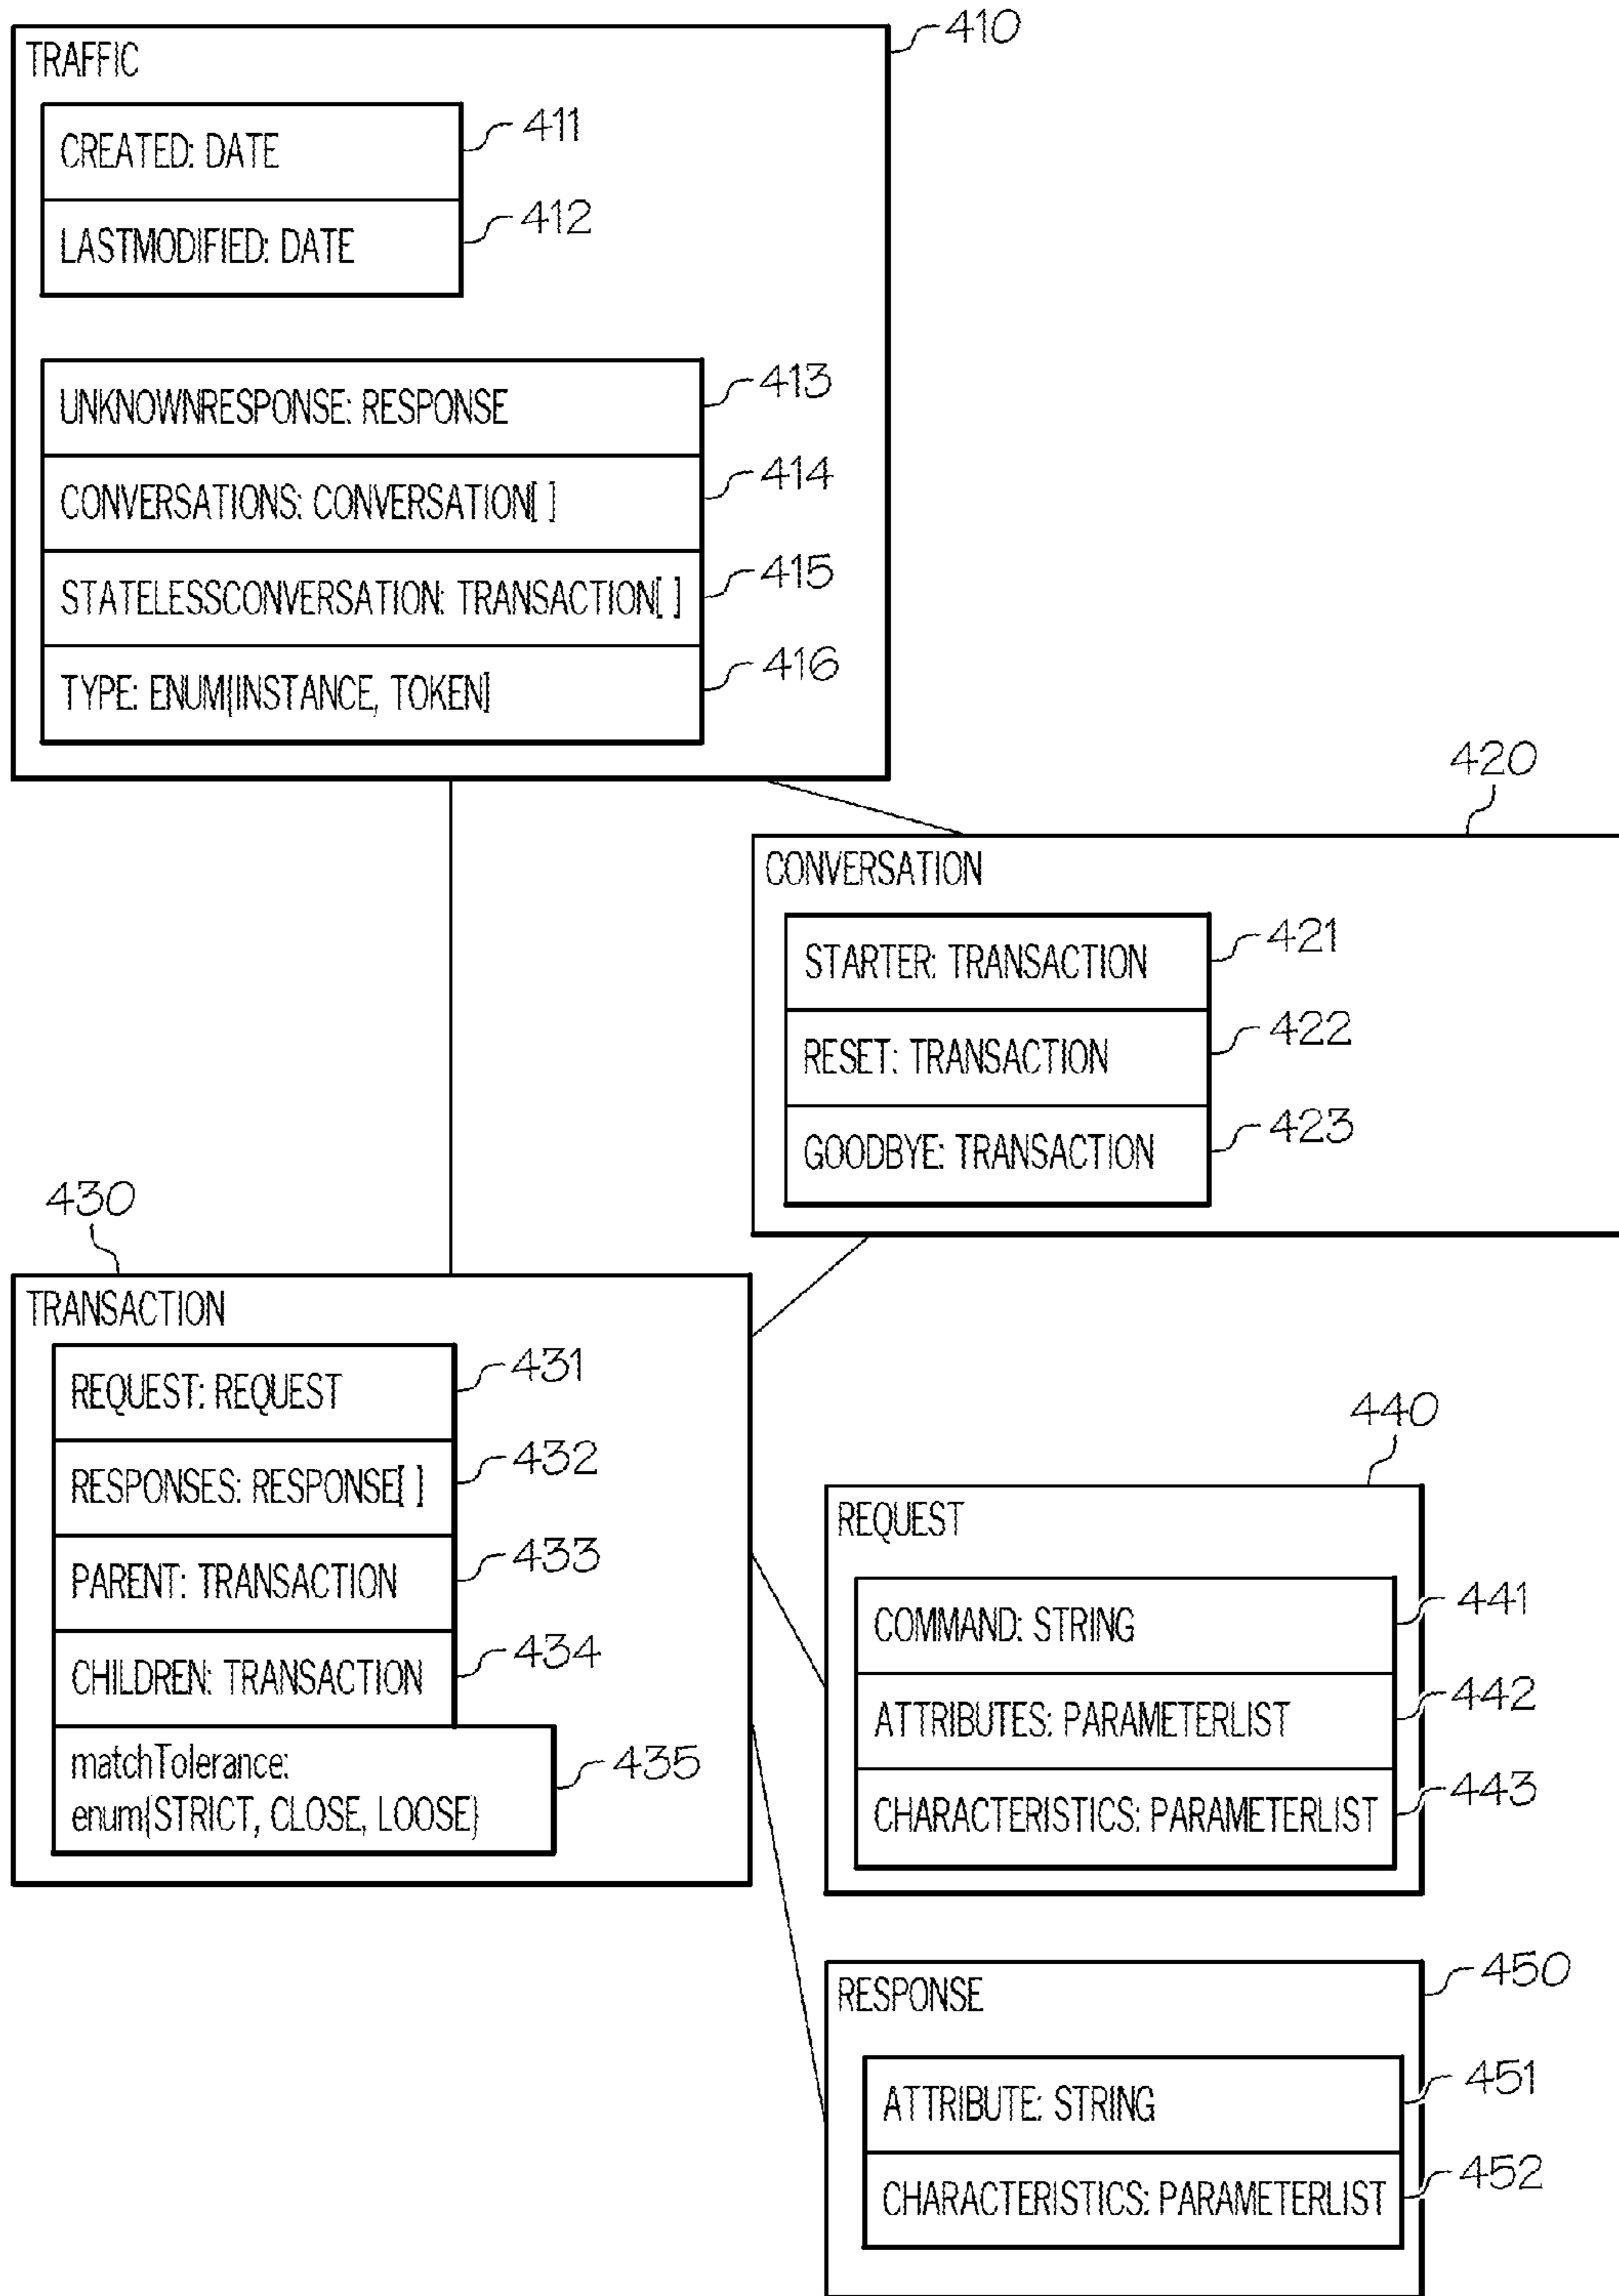 410
TRAFFIC
CREATED: DATE
411
LASTMODIFIED: DATE
412
UNKNOWNRESPONSE: RESPONSE
413
CONVERSATIONS: CONVERSATION[ ]
414
STATELESSCONVERSATION: TRANSACTION[ ]
415
TYPE: ENUM{INSTANCE, TOKEN}
416
420
CONVERSATION
STARTER: TRANSACTION
421
RESET: TRANSACTION
422
GOODBYE: TRANSACTION
423
430
TRANSACTION
REQUEST: REQUEST
431
RESPONSES: RESPONSE[ ]
432
PARENT: TRANSACTION
433
CHILDREN: TRANSACTION
434
matchTolerance:
enum{STRICT, CLOSE, LOOSE}
435
440
REQUEST
COMMAND: STRING
441
ATTRIBUTES: PARAMETERLIST
442
CHARACTERISTICS: PARAMETERLIST
443
450
RESPONSE
ATTRIBUTE: STRING
451
CHARACTERISTICS: PARAMETERLIST
452